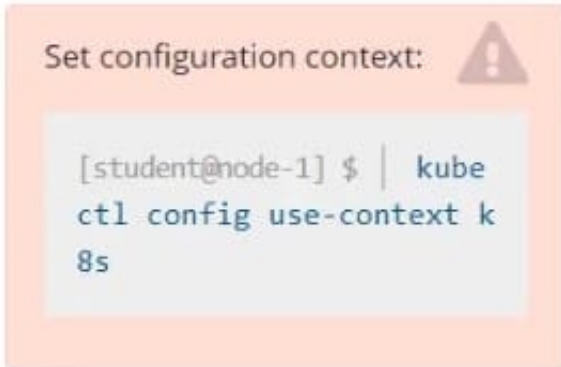 Set configuration context:
[student@node-1] $ | kube
ctl config use-context k
8s